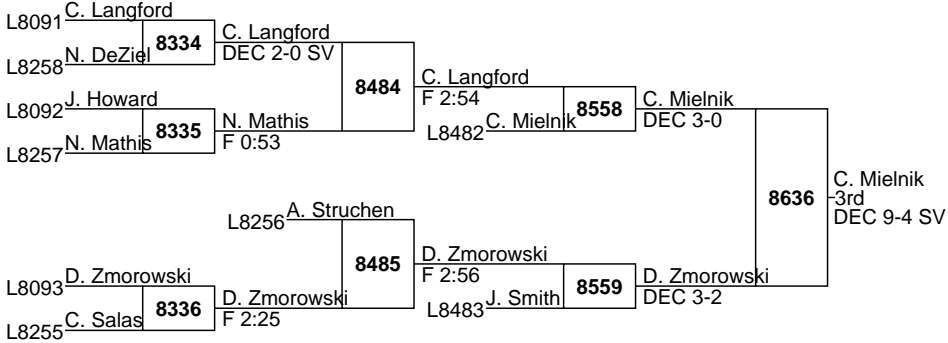 L8091 C. Langford
8334
L8258 N. DeZiel
C. Langford
DEC 2-0 SV
L8092 J. Howard
8335
L8257 N. Mathis
N. Mathis
F 0:53
8484
C. Langford
F 2:54
L8482 C. Mielnik
8558
C. Mielnik
DEC 3-0
L8256 A. Struchen
8485
L8093 D. Zmorowski
8336
L8255 C. Salas
D. Zmorowski
F 2:25
D. Zmorowski
F 2:56
L8483 J. Smith
8559
D. Zmorowski
DEC 3-2
8636
C. Mielnik
3rd
DEC 9-4 SV